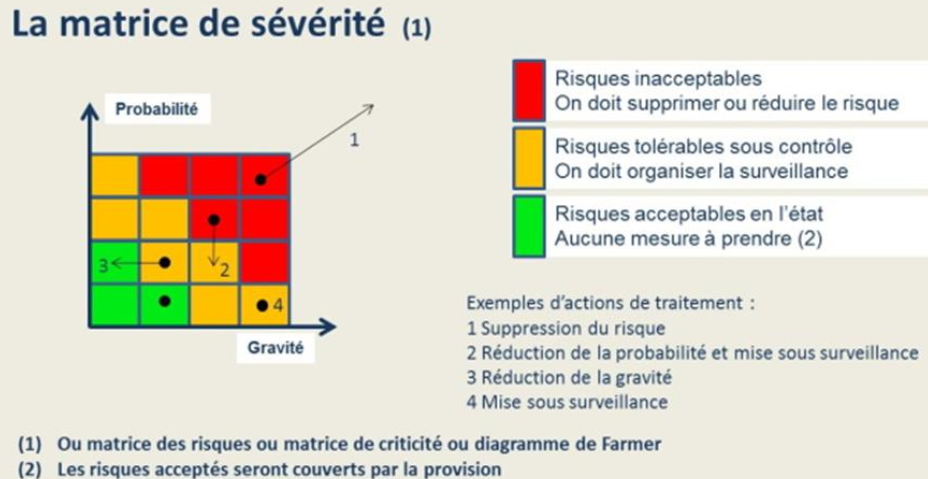 La matrice de sévérité (1)
Probabilité
1
3
2
4
Gravité
Risques inacceptables
On doit supprimer ou réduire le risque
Risques tolérables sous contrôle
On doit organiser la surveillance
Risques acceptables en l'état
Aucune mesure à prendre (2)
Exemples d'actions de traitement :
1 Suppression du risque
2 Réduction de la probabilité et mise sous surveillance
3 Réduction de la gravité
4 Mise sous surveillance
(1) Ou matrice des risques ou matrice de criticité ou diagramme de Farmer
(2) Les risques acceptés seront couverts par la provision